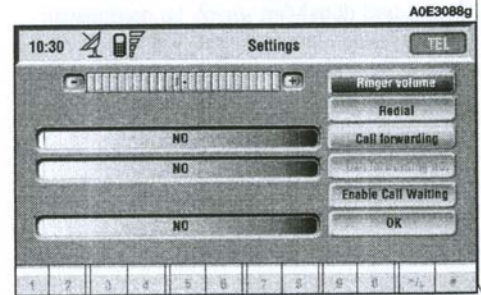 A0E3088g
10:30 Settings TEL
- +
Ringer volume
Redial
NO Call forwarding
NO
Enable Call Waiting
NO OK
1 2 3 4 5 6 7 8 9 0 */+ #